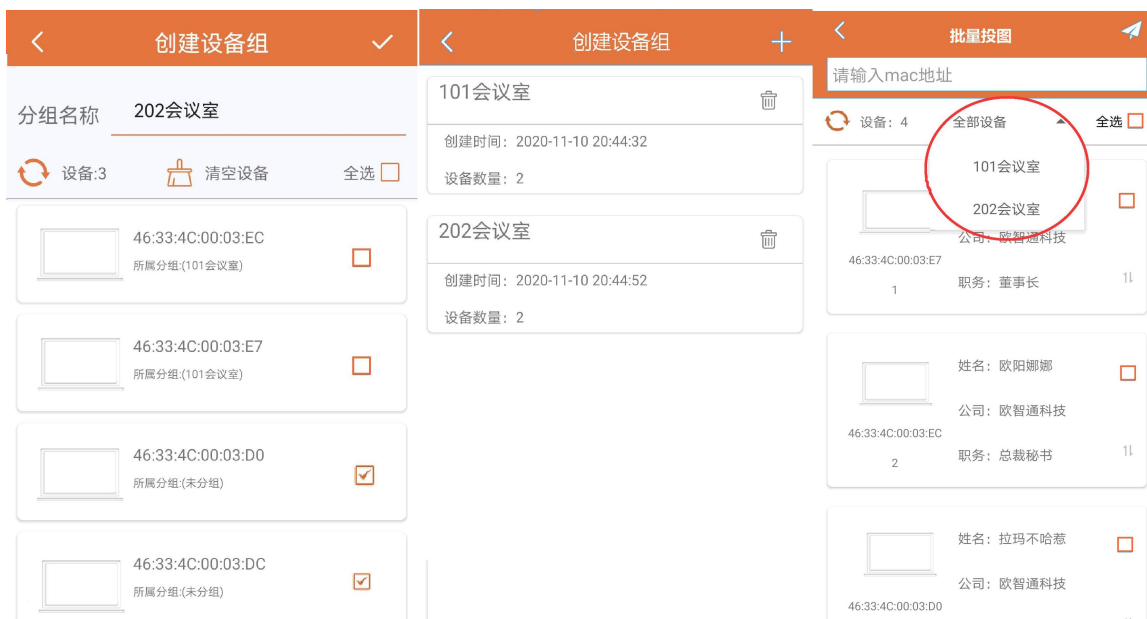 创建设备组
分组名称
202会议室
设备:3
清空设备
全选
46:33:4C:00:03:EC
所属分组:(101会议室)
46:33:4C:00:03:E7
所属分组:(101会议室)
46:33:4C:00:03:D0
所属分组:(未分组)
46:33:4C:00:03:DC
所属分组:(未分组)
创建设备组
101会议室
创建时间：2020-11-10 20:44:32
设备数量：2
202会议室
创建时间：2020-11-10 20:44:52
设备数量：2
批量投图
请输入mac地址
设备：4
全部设备
全选
101会议室
202会议室
公司：欧智通科技
46:33:4C:00:03:E7
职务：董事长
1
姓名：欧阳娜娜
公司：欧智通科技
46:33:4C:00:03:EC
职务：总裁秘书
2
姓名：拉玛不哈惹
公司：欧智通科技
46:33:4C:00:03:D0